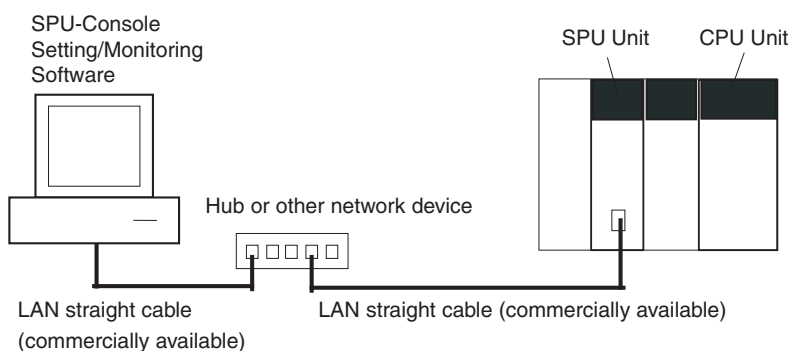 SPU-Console
Setting/Monitoring
Software
SPU Unit
CPU Unit
Hub or other network device
LAN straight cable
(commercially available)
LAN straight cable (commercially available)